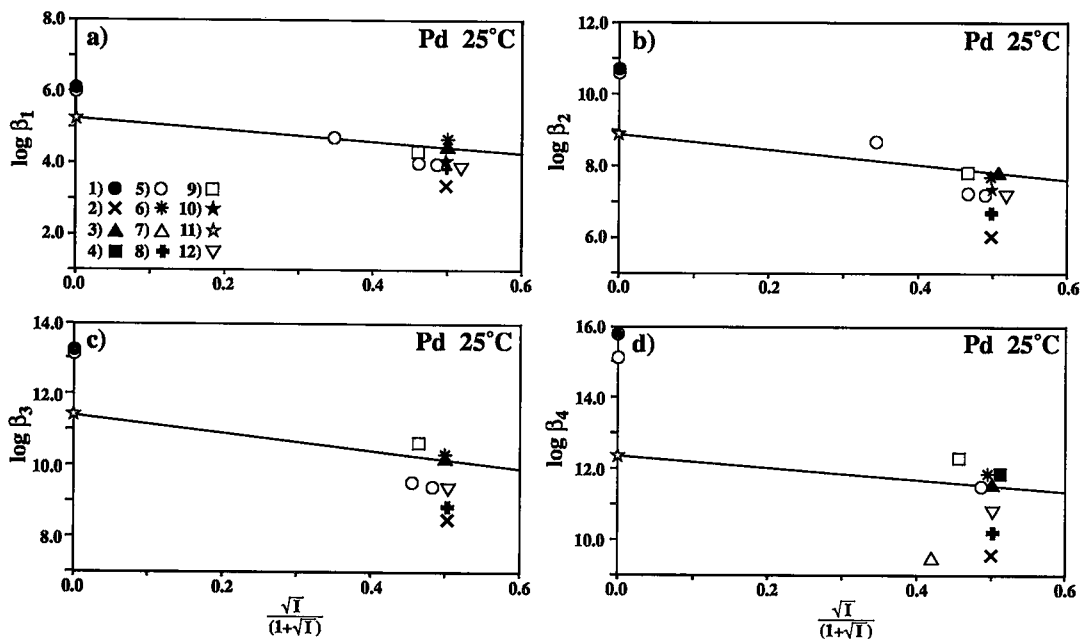 a) Pd 25°C
8.0
6.0
4.0
2.0
log β1
1) ● 5) ○ 9) □
2) × 6) ✱ 10) ★
3) ▲ 7) △ 11) ☆
4) ■ 8) ✚ 12) ▽
0.0 0.2 0.4 0.6
b) Pd 25°C
12.0
10.0
8.0
6.0
log β2
0.0 0.2 0.4 0.6
c) Pd 25°C
14.0
12.0
10.0
8.0
log β3
0.0 0.2 0.4 0.6
√I
(1+√I)
d) Pd 25°C
16.0
14.0
12.0
10.0
log β4
0.0 0.2 0.4 0.6
√I
(1+√I)